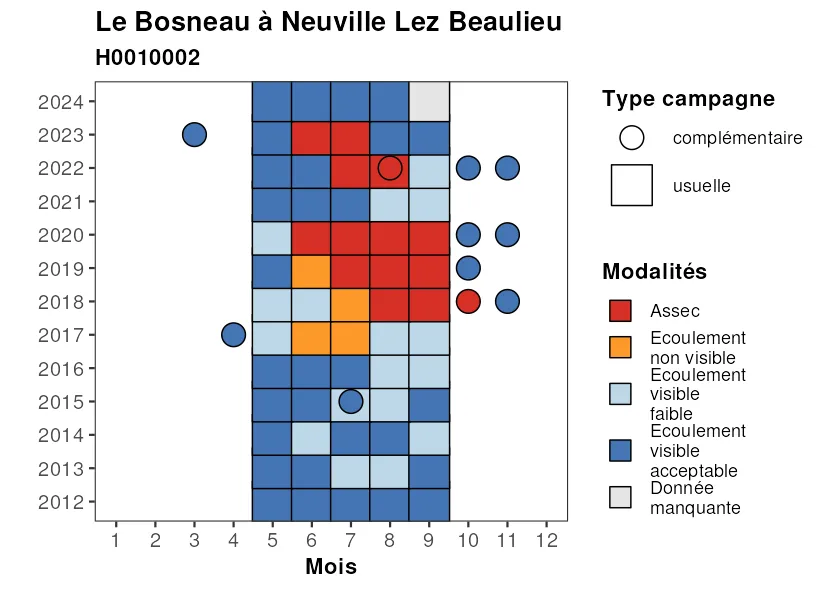 Le Bosneau à Neuville Lez Beaulieu
H0010002
2024
2023
2022
2021
2020
2019
2018
2017
2016
2015
2014
2013
2012
1 2 3 4 5 6 7 8 9 10 11 12
Mois
Type campagne
complémentaire
usuelle
Modalités
Assec
Ecoulement
non visible
Ecoulement
visible
faible
Ecoulement
visible
acceptable
Donnée
manquante